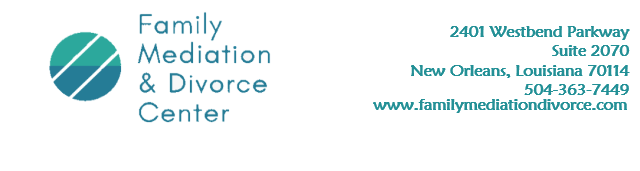 Family
Mediation
& Divorce
Center
2401 Westbend Parkway
Suite 2070
New Orleans, Louisiana 70114
504-363-7449
www.familymediationdivorce.com